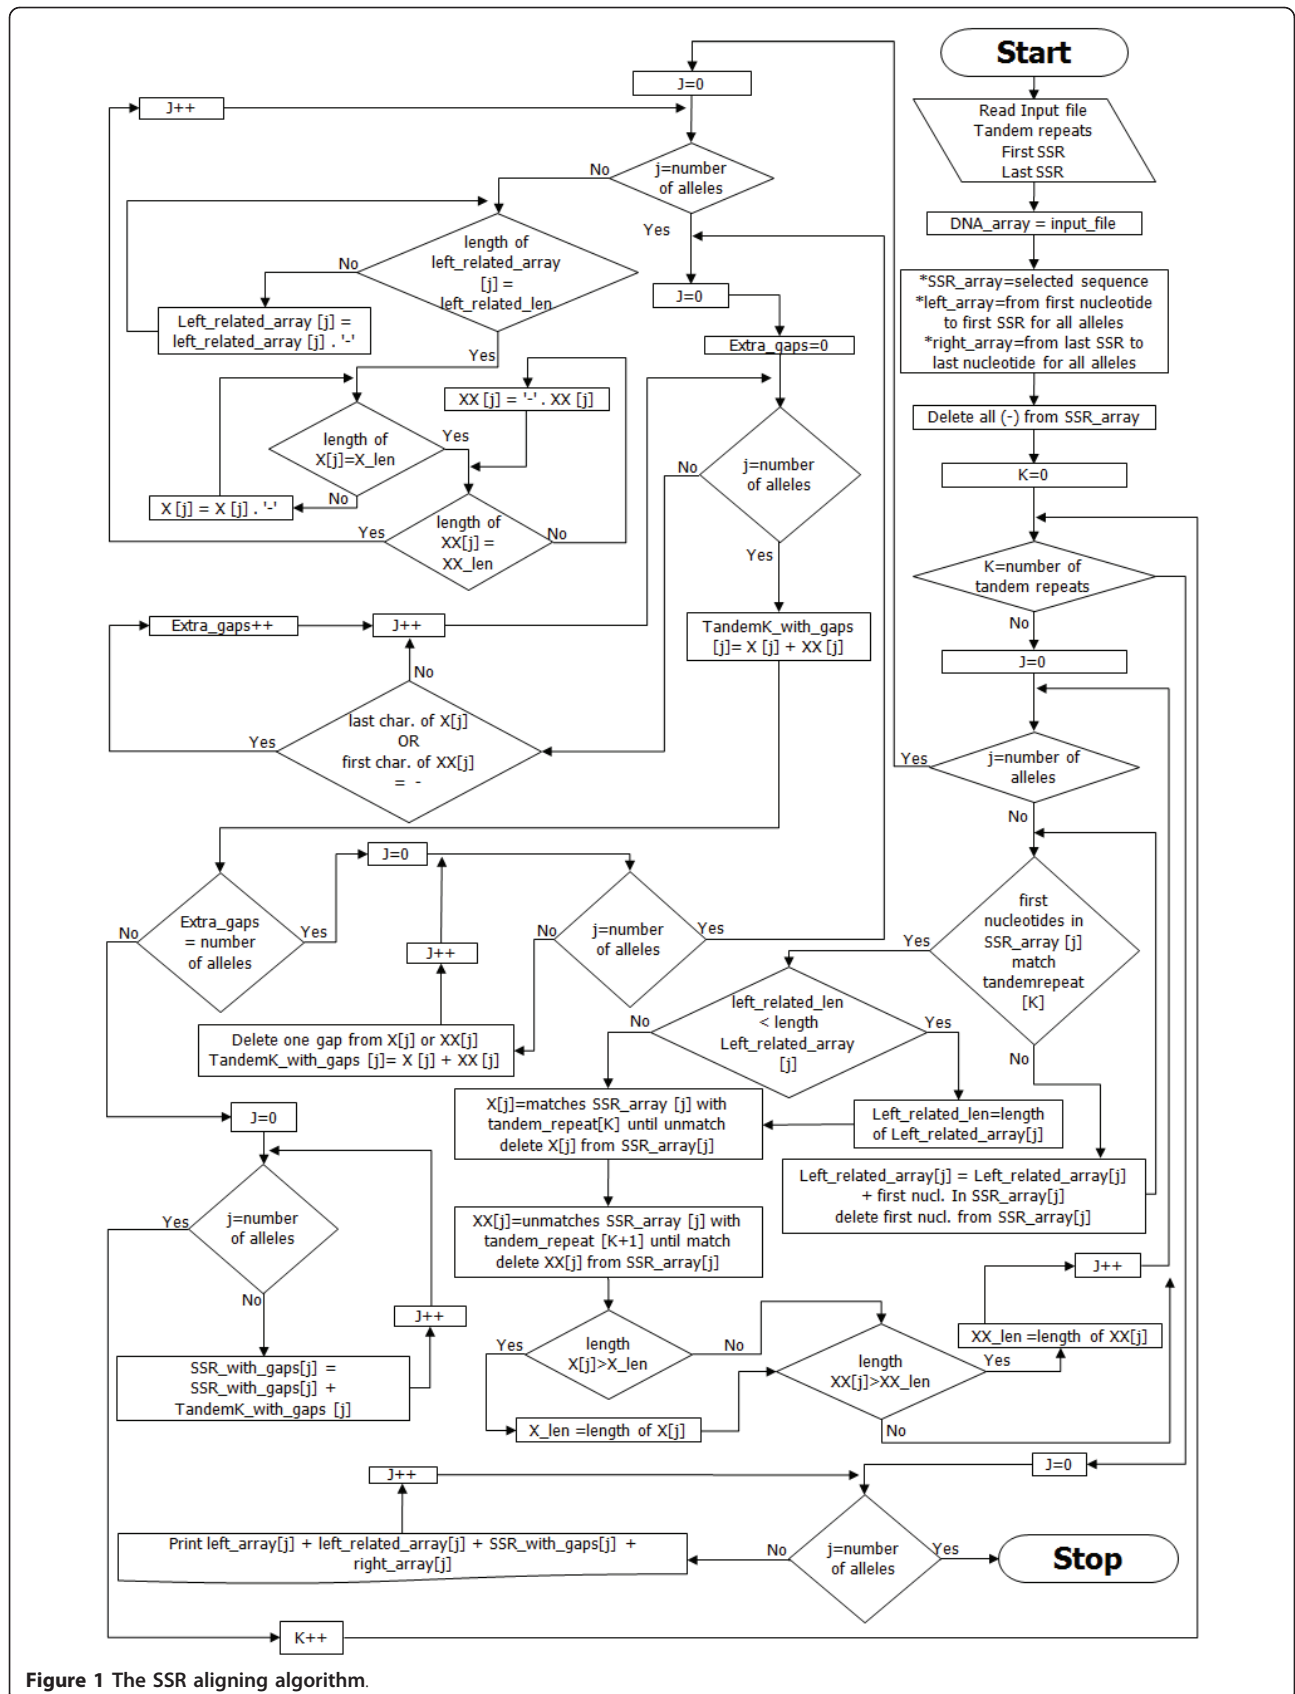 Start
Read Input file
Tandem repeats
First SSR
Last SSR
DNA_array = input_file
*SSR_array=selected sequence
*left_array=from first nucleotide
to first SSR for all alleles
*right_array=from last SSR to
last nucleotide for all alleles
Delete all (-) from SSR_array
K=0
K=number of
tandem repeats
No
J=0
j=number of
alleles
Yes
No
first
nucleotides in
SSR_array [j]
match
tandemrepeat
[K]
Yes
No
Left_related_array[j] = Left_related_array[j]
+ first nucl. In SSR_array[j]
delete first nucl. from SSR_array[j]
left_related_len
< length
Left_related_array
[j]
No
Yes
Left_related_len=length
of Left_related_array[j]
X[j]=matches SSR_array [j] with
tandem_repeat[K] until unmatch
delete X[j] from SSR_array[j]
XX[j]=unmatches SSR_array [j] with
tandem_repeat [K+1] until match
delete XX[j] from SSR_array[j]
length
X[j]>X_len
Yes
No
X_len =length of X[j]
length
XX[j]>XX_len
Yes
No
XX_len =length of XX[j]
J++
J=0
J++
j=number
of alleles
No
Yes
length of
left_related_array
[j] =
left_related_len
No
Left_related_array [j] =
left_related_array [j] . '-'
Yes
length of
X[j]=X_len
Yes
No
X [j] = X [j] . '-'
XX [j] = '-' . XX [j]
length of
XX[j] =
XX_len
Yes
No
J=0
Extra_gaps=0
j=number
of alleles
No
Yes
TandemK_with_gaps
[j]= X [j] + XX [j]
Extra_gaps++
J++
No
last char. of X[j]
OR
first char. of XX[j]
= -
Yes
Extra_gaps
= number
of alleles
No
Yes
J=0
j=number
of alleles
No
Yes
J++
Delete one gap from X[j] or XX[j]
TandemK_with_gaps [j]= X [j] + XX [j]
J=0
j=number
of alleles
Yes
No
J++
SSR_with_gaps[j] =
SSR_with_gaps[j] +
TandemK_with_gaps [j]
J=0
J++
Print left_array[j] + left_related_array[j] + SSR_with_gaps[j] +
right_array[j]
j=number
of alleles
No
Yes
Stop
K++
Figure 1 The SSR aligning algorithm.